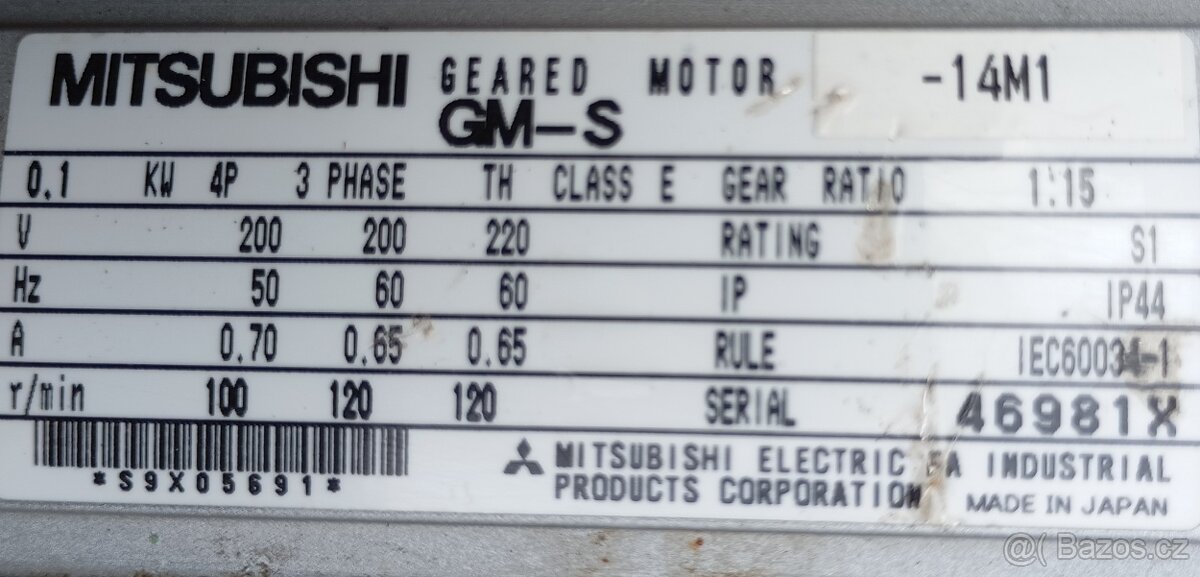 MITSUBISHI GEARED MOTOR -14M1
GM-S
0.1 KW 4P 3 PHASE TH CLASS E GEAR RATIO 1:15
V 200 200 220 RATING S1
Hz 50 60 60 IP IP44
A 0.70 0.65 0.65 RULE IEC60034-1
r/min 100 120 120 SERIAL 46981X
*S9X05691*
MITSUBISHI ELECTRIC FA INDUSTRIAL
PRODUCTS CORPORATION MADE IN JAPAN
@( Bazos.cz